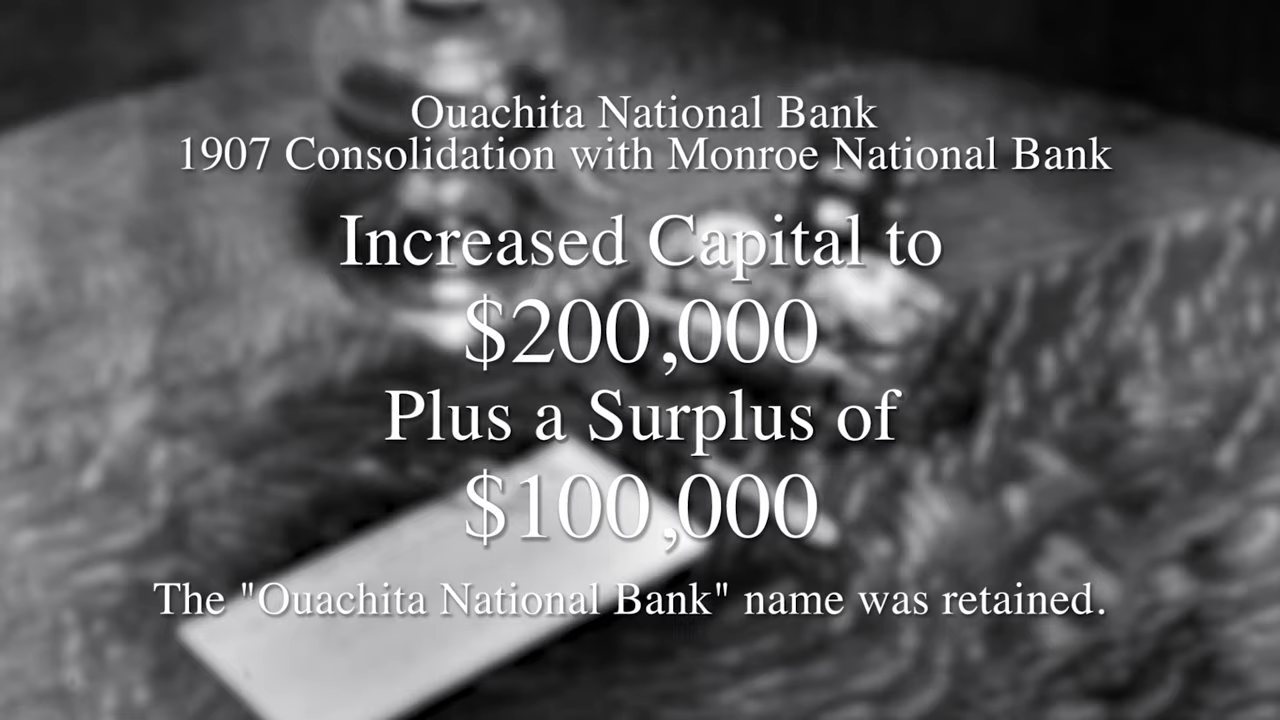 Ouachita National Bank
1907 Consolidation with Monroe National Bank
Increased Capital to
$200,000
Plus a Surplus of
$100,000
The "Ouachita National Bank" name was retained.